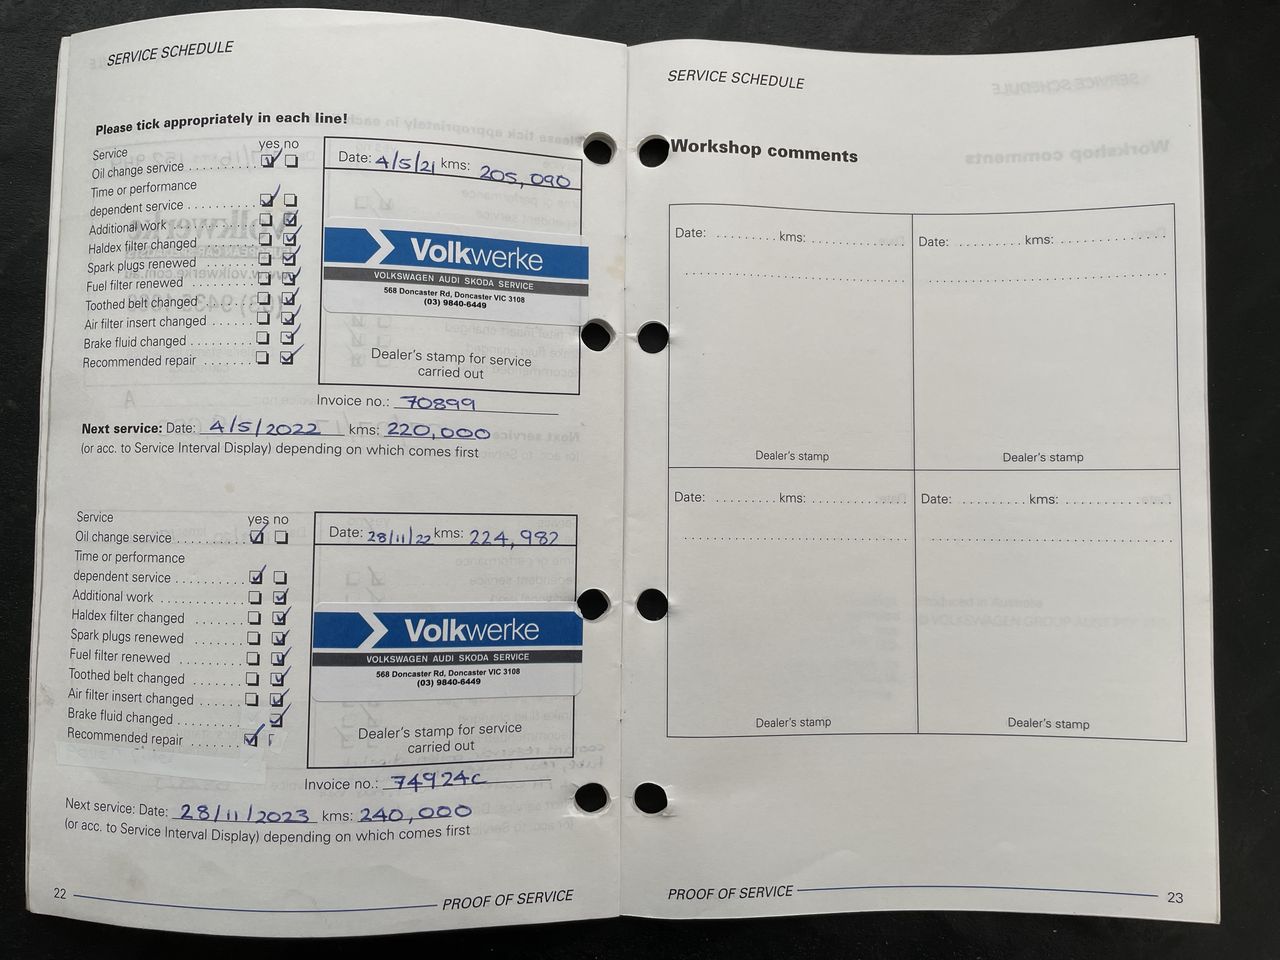 SERVICE SCHEDULE
Please tick appropriately in each line!
Service yes no
Oil change service
Time or performance
dependent service
Additional work
Haldex filter changed
Spark plugs renewed
Fuel filter renewed
Toothed belt changed
Air filter insert changed
Brake fluid changed
Recommended repair
Date: 4/5/21 kms: 205,090
Volkwerke
VOLKSWAGEN AUDI SKODA SERVICE
568 Doncaster Rd, Doncaster VIC 3108
(03) 9840-6449
Dealer's stamp for service
carried out
Invoice no.: 70899
Next service: Date: 4/5/2022 kms: 220,000
(or acc. to Service Interval Display) depending on which comes first
Service yes no
Oil change service
Time or performance
dependent service
Additional work
Haldex filter changed
Spark plugs renewed
Fuel filter renewed
Toothed belt changed
Air filter insert changed
Brake fluid changed
Recommended repair
Date: 28/11/22 kms: 224,982
Volkwerke
VOLKSWAGEN AUDI SKODA SERVICE
568 Doncaster Rd, Doncaster VIC 3108
(03) 9840-6449
Dealer's stamp for service
carried out
Invoice no.: 74924c
Next service: Date: 28/11/2023 kms: 240,000
(or acc. to Service Interval Display) depending on which comes first
22 PROOF OF SERVICE
SERVICE SCHEDULE
Workshop comments
Date: kms:
Dealer's stamp
Date: kms:
Dealer's stamp
Date: kms:
Dealer's stamp
Date: kms:
Dealer's stamp
PROOF OF SERVICE 23